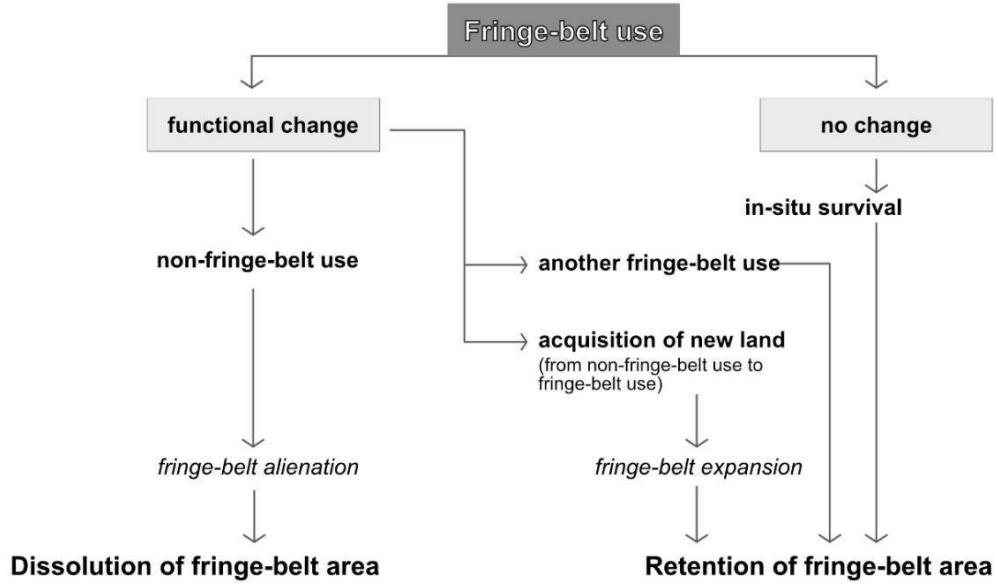 Fringe-belt use
functional change
no change
in-situ survival
non-fringe-belt use
another fringe-belt use
acquisition of new land
(from non-fringe-belt use to
fringe-belt use)
fringe-belt alienation
fringe-belt expansion
Dissolution of fringe-belt area
Retention of fringe-belt area